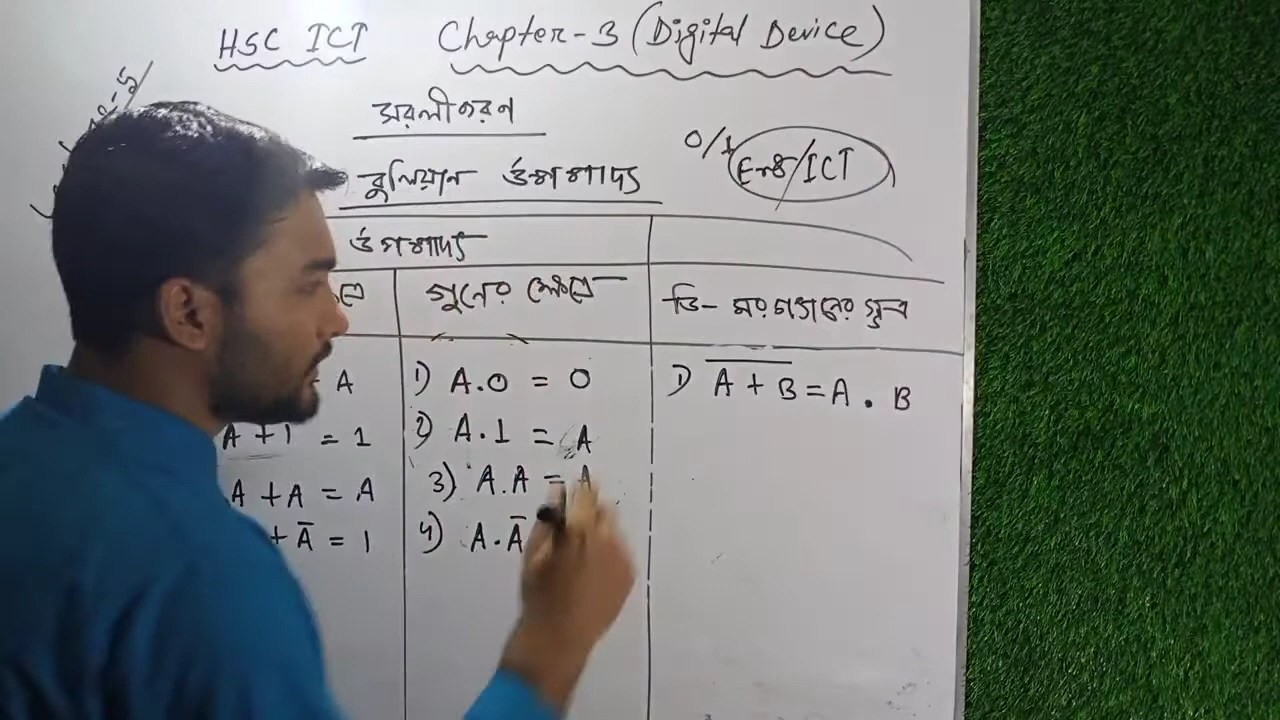 HSC ICT Chapter-3 (Digital Device)
সরলীকরণ
বুলিয়ান উপপাদ্য
0/1 Eng/ICT
উপপাদ্য
গুনের ক্ষেত্রে
ডি-মরগ্যানের সূত্র
A
A + 1 = 1
A + A = A
+ A̅ = 1
1) A.0 = 0
2) A.1 = A
3) A.A = A
4) A.A̅
1) \overline{A + B} = A . B